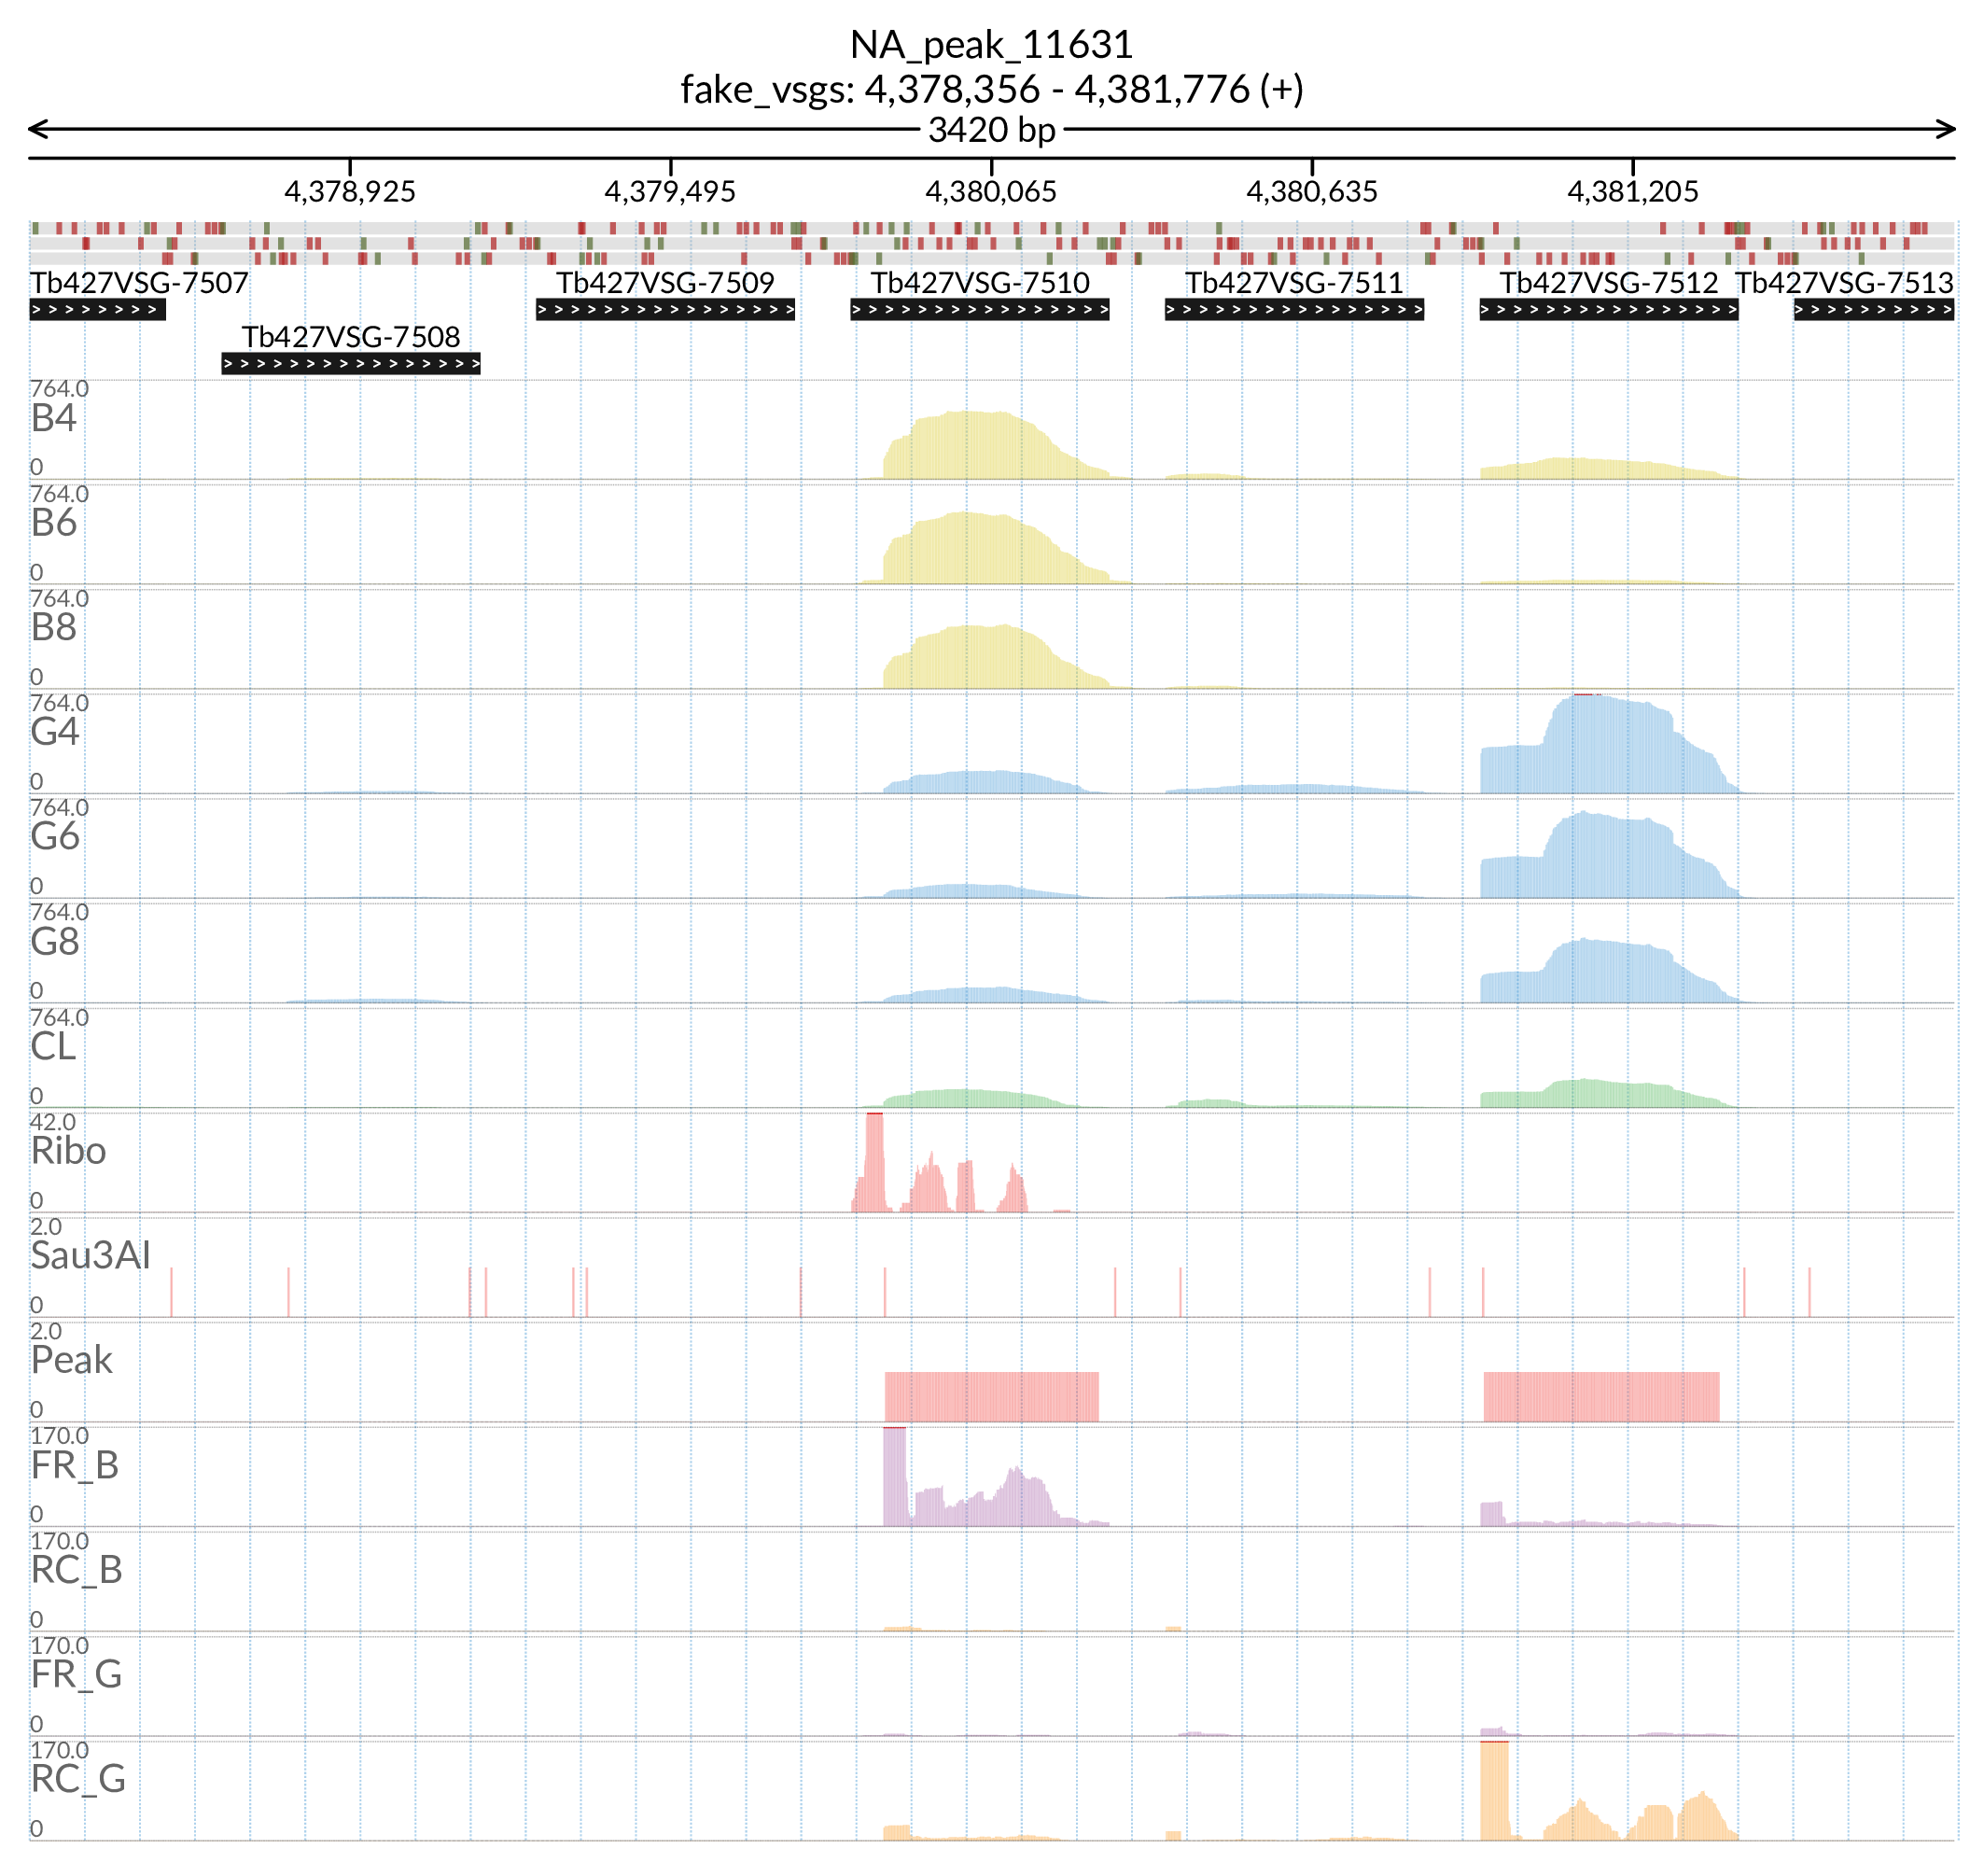 NA_peak_11631
fake_vsgs: 4,378,356 - 4,381,776 (+)
3420 bp
4,378,925 4,379,495 4,380,065 4,380,635 4,381,205
Tb427VSG-7507 Tb427VSG-7509 Tb427VSG-7510 Tb427VSG-7511 Tb427VSG-7512 Tb427VSG-7513
Tb427VSG-7508
764.0
B4
0
764.0
B6
0
764.0
B8
0
764.0
G4
0
764.0
G6
0
764.0
G8
0
764.0
CL
0
42.0
Ribo
0
2.0
Sau3AI
0
2.0
Peak
0
170.0
FR_B
0
170.0
RC_B
0
170.0
FR_G
0
170.0
RC_G
0